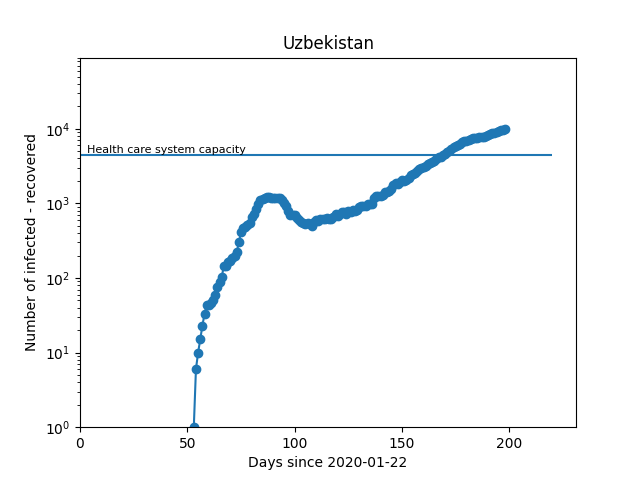 Uzbekistan
Number of infected - recovered
10^4
10^3
10^2
10^1
10^0
Health care system capacity
0 50 100 150 200
Days since 2020-01-22